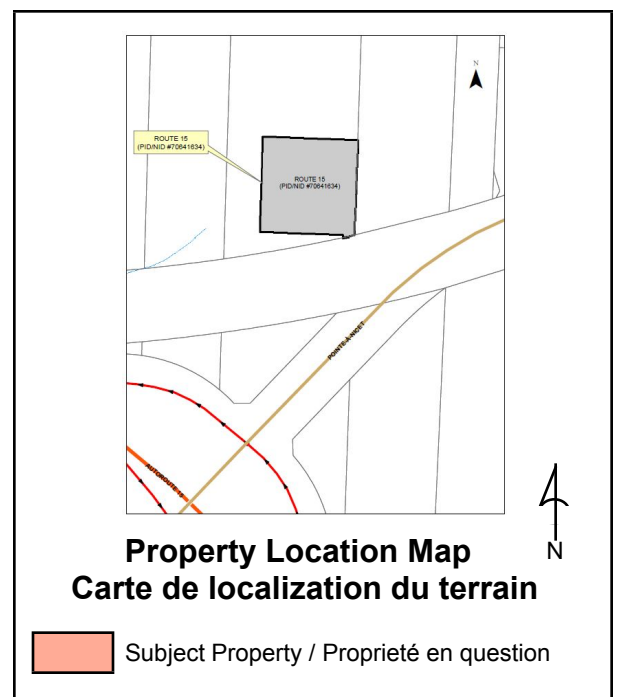 N
ROUTE 15
(PID/NID #70641634)
ROUTE 15
(PID/NID #70641634)
POINTE-À-NICET
AUTOROUTE 15
N
Property Location Map
Carte de localization du terrain
Subject Property / Proprieté en question